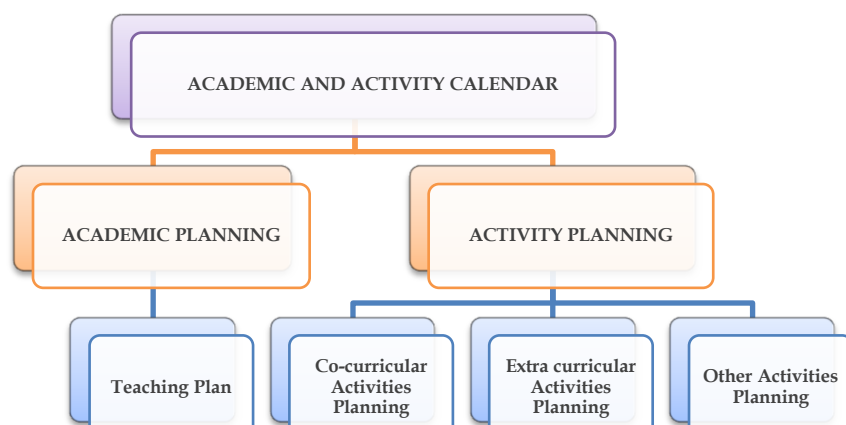 ACADEMIC AND ACTIVITY CALENDAR
ACADEMIC PLANNING
ACTIVITY PLANNING
Teaching Plan
Co-curricular
Activities
Planning
Extra curricular
Activities
Planning
Other Activities
Planning